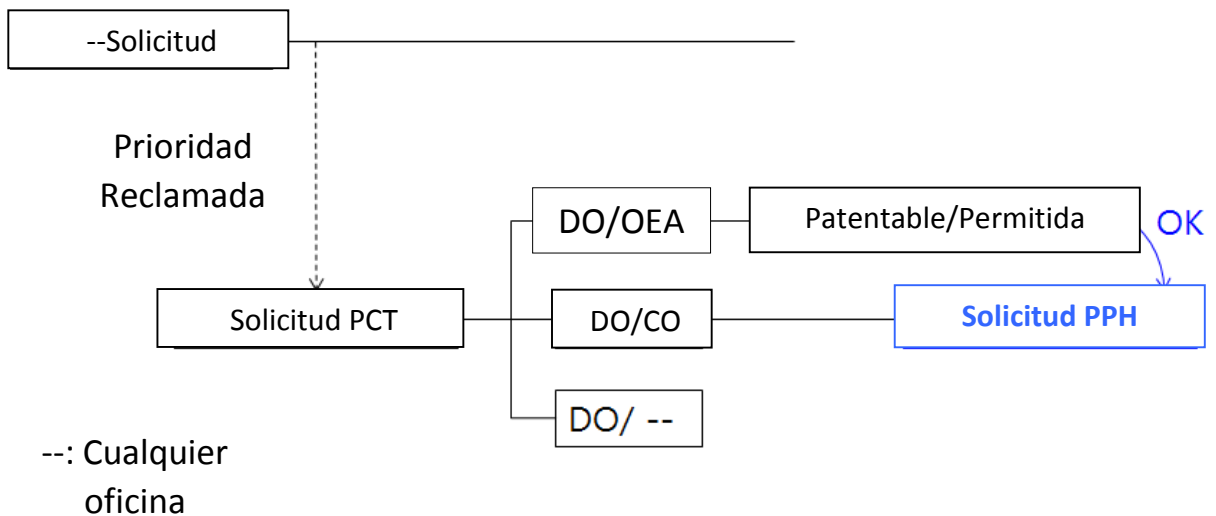 --Solicitud
Prioridad
Reclamada
DO/OEA
Patentable/Permitida
OK
Solicitud PCT
DO/CO
Solicitud PPH
DO/ --
--: Cualquier
oficina